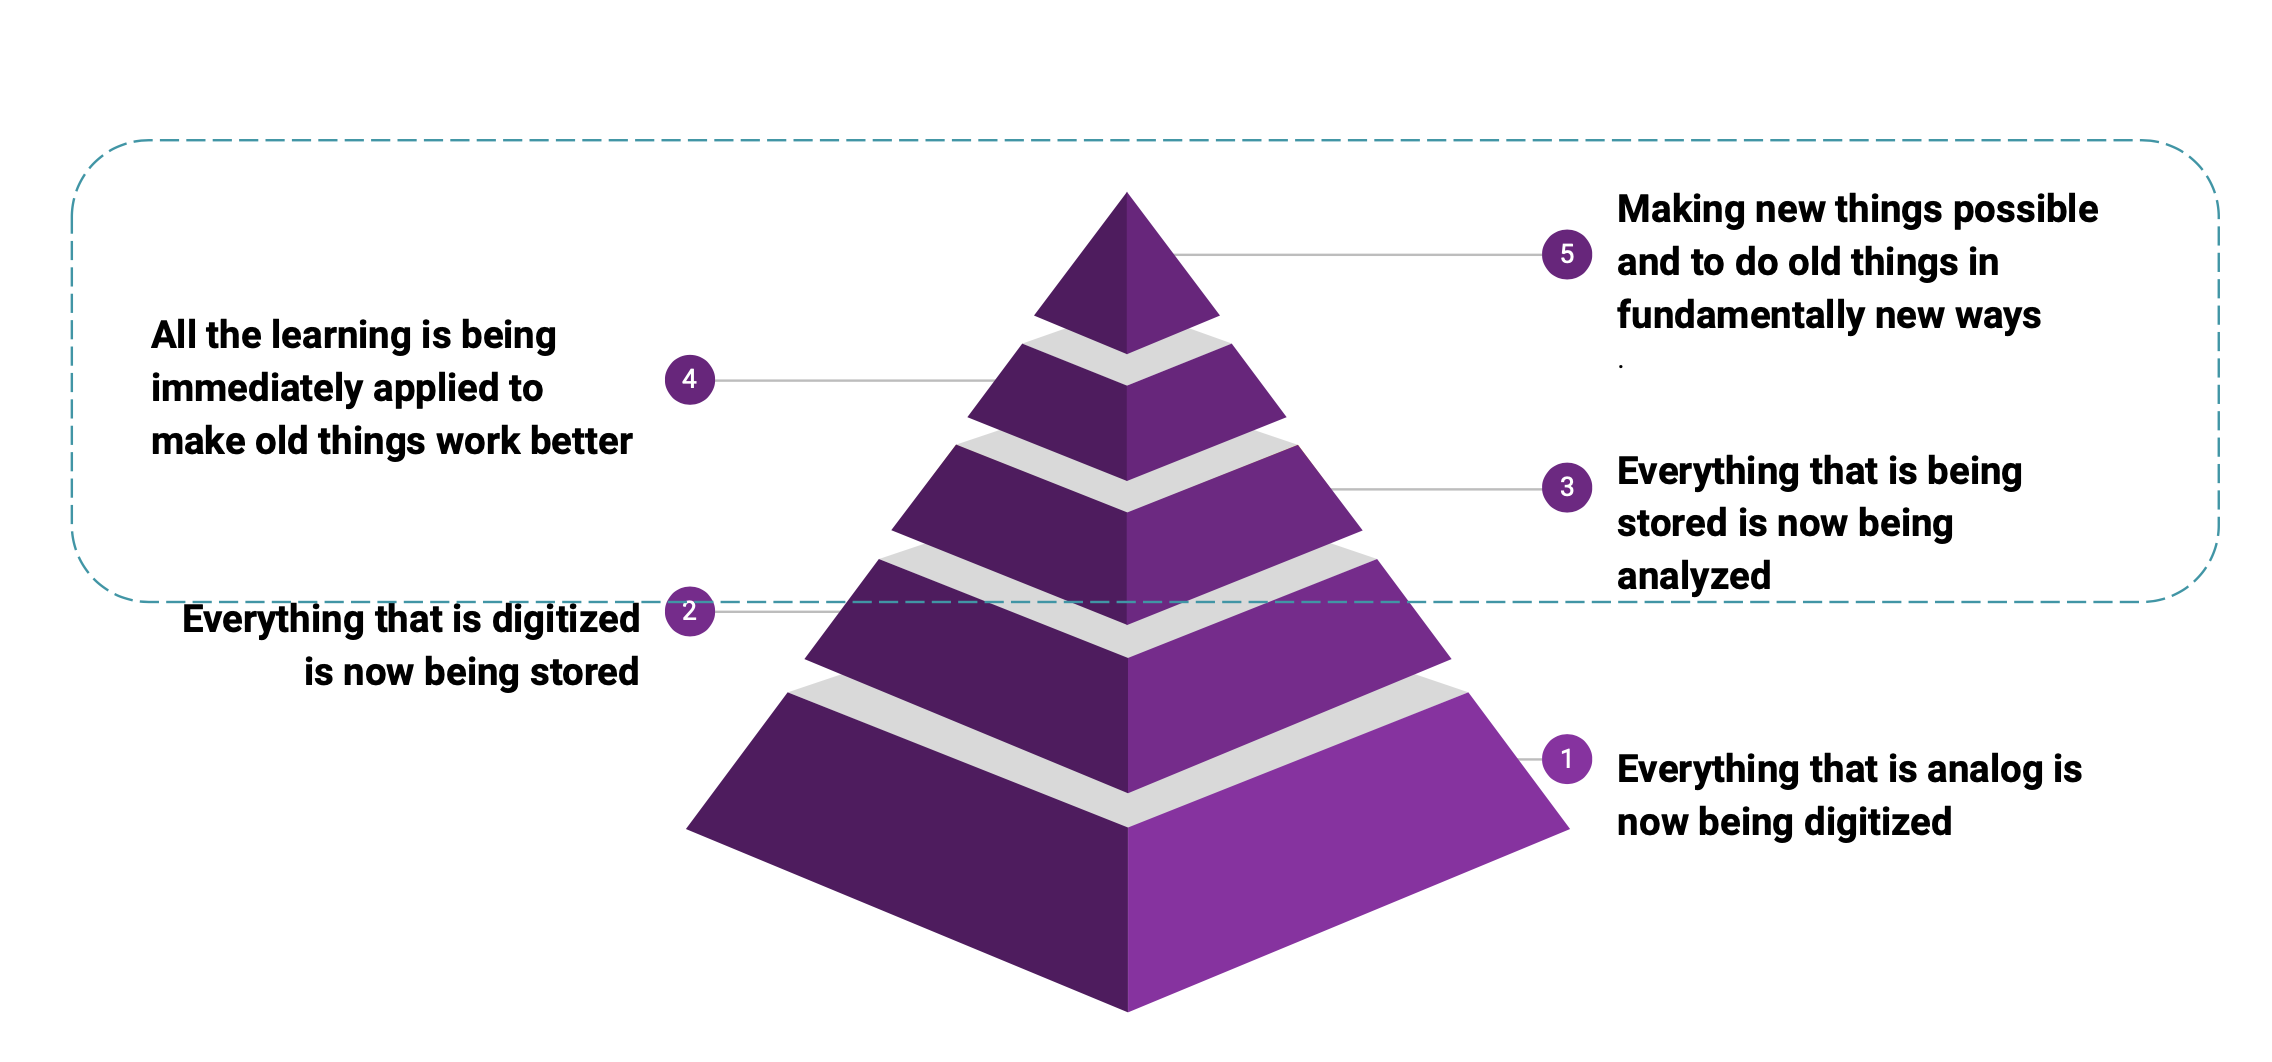 5
Making new things possible
and to do old things in
fundamentally new ways
.
4
All the learning is being
immediately applied to
make old things work better
3
Everything that is being
stored is now being
analyzed
2
Everything that is digitized
is now being stored
1
Everything that is analog is
now being digitized